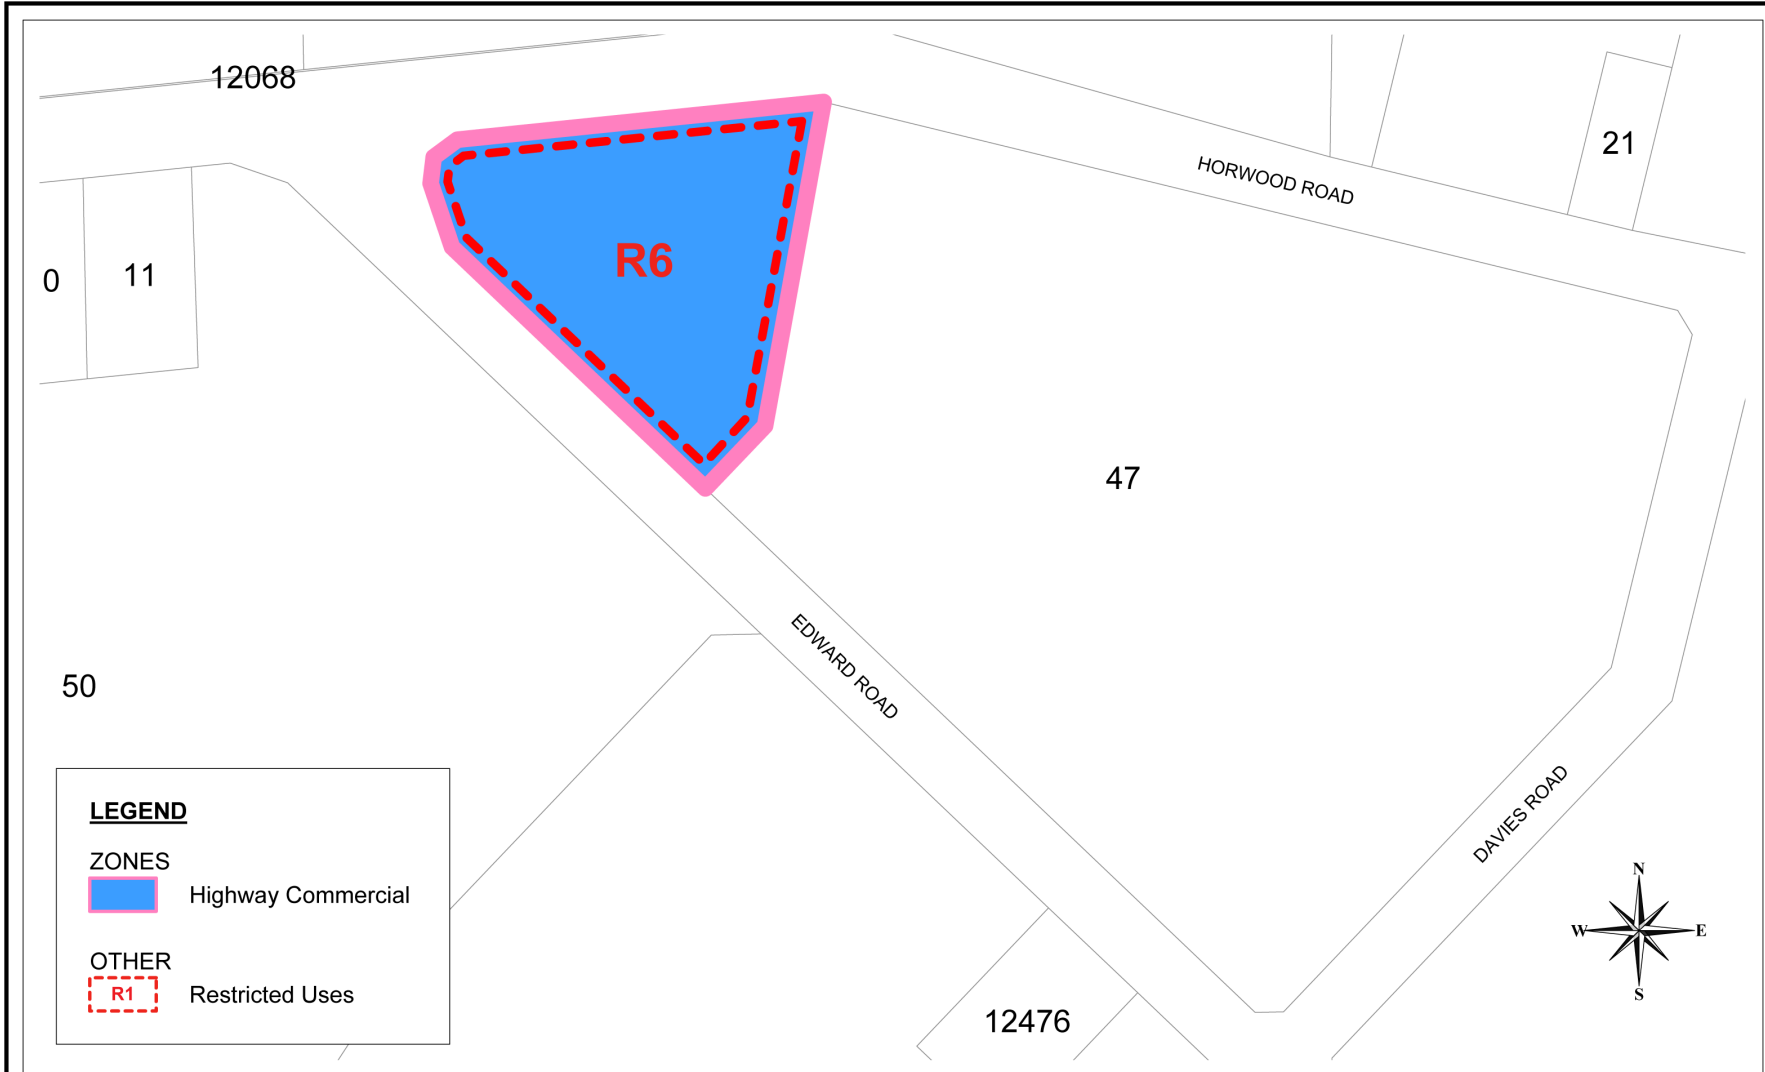 12068
21
HORWOOD ROAD
R6
0
11
47
EDWARD ROAD
50
DAVIES ROAD
LEGEND
ZONES
Highway Commercial
OTHER
R1
Restricted Uses
N
W
E
S
12476